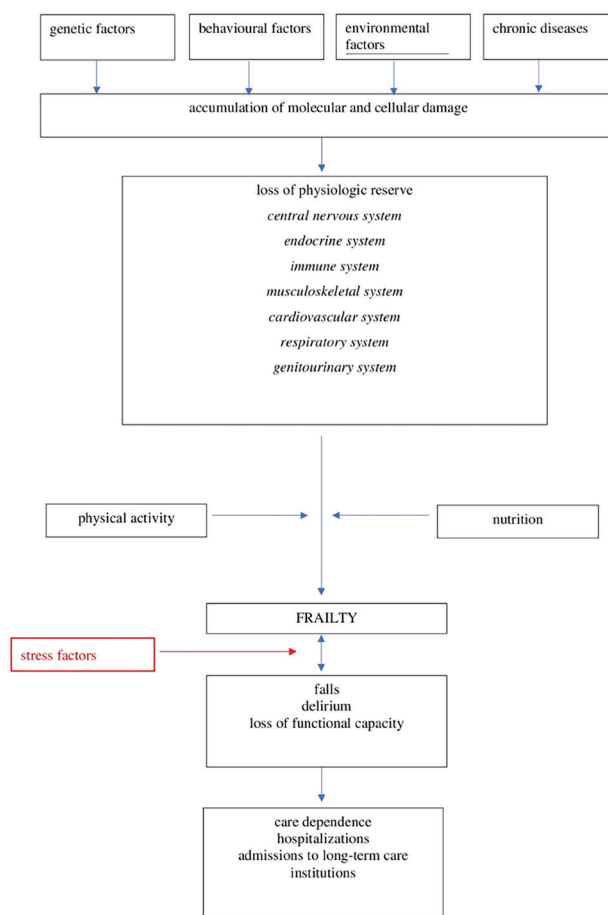 genetic factors
behavioural factors
environmental
factors
chronic diseases
accumulation of molecular and cellular damage
loss of physiologic reserve
central nervous system
endocrine system
immune system
musculoskeletal system
cardiovascular system
respiratory system
genitourinary system
physical activity
nutrition
FRAILTY
stress factors
falls
delirium
loss of functional capacity
care dependence
hospitalizations
admissions to long-term care
institutions